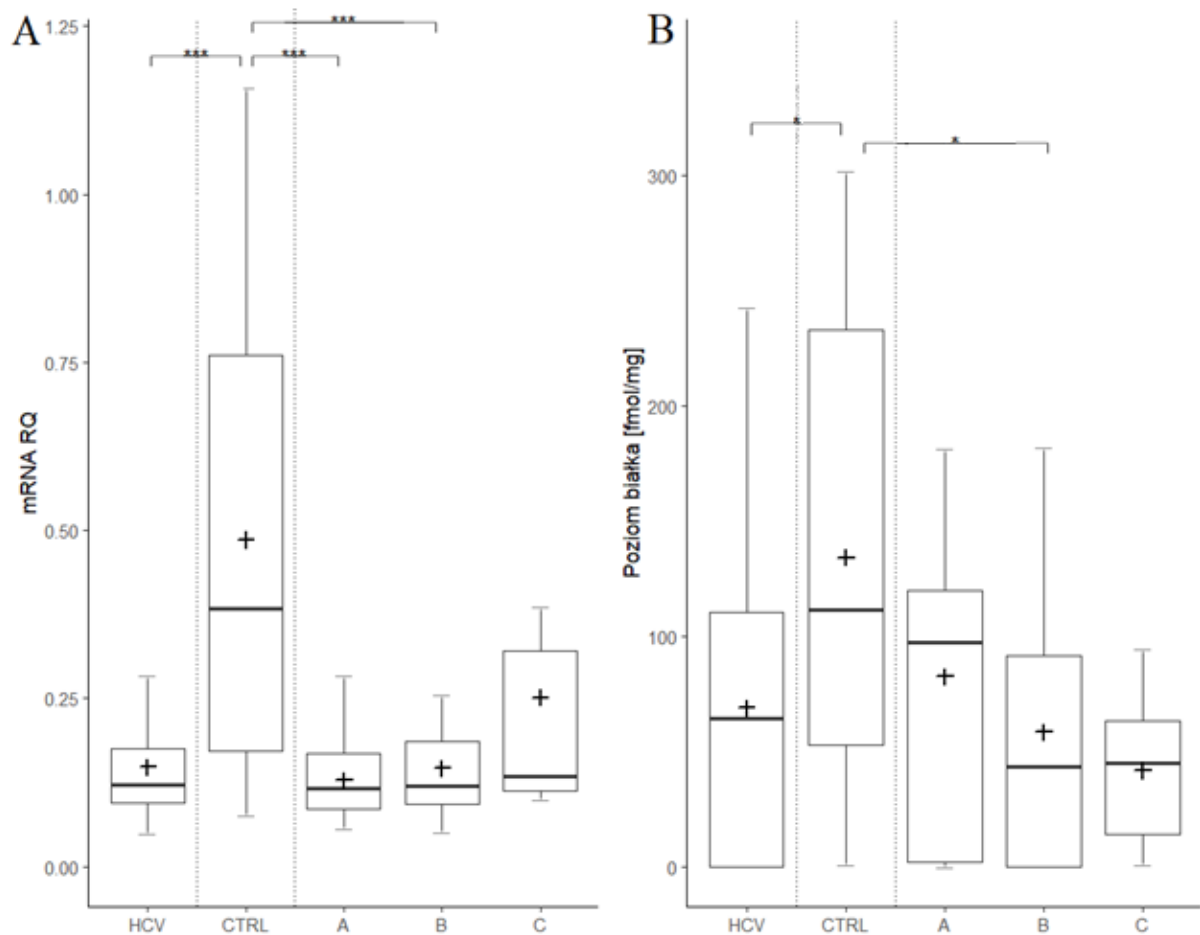 A
1.25
1.00
0.75
0.50
0.25
0.00
mRNA RQ
***
***
***
HCV CTRL A B C
B
300
200
100
0
Poziom białka [fmol/mg]
*
*
HCV CTRL A B C